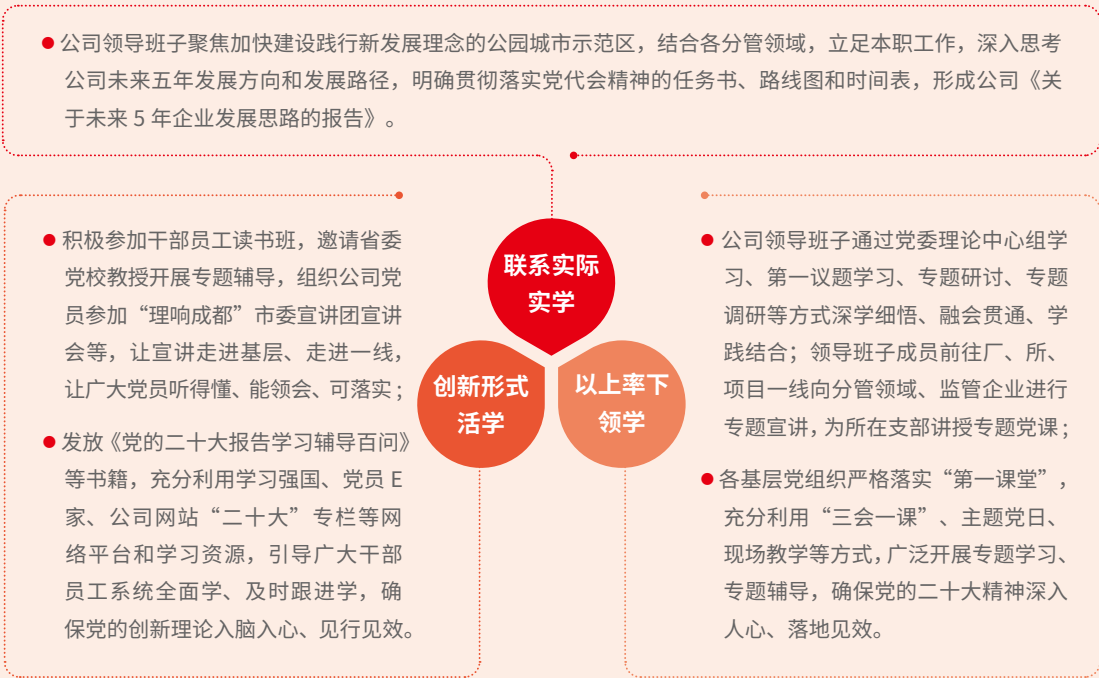 公司领导班子聚焦加快建设践行新发展理念的公园城市示范区，结合各分管领域，立足本职工作，深入思考
公司未来五年发展方向和发展路径，明确贯彻落实党代会精神的任务书、路线图和时间表，形成公司《关
于未来 5 年企业发展思路的报告》。
联系实际
实学
积极参加干部员工读书班，邀请省委
党校教授开展专题辅导，组织公司党
员参加“理响成都”市委宣讲团宣讲
会等，让宣讲走进基层、走进一线，
让广大党员听得懂、能领会、可落实；
发放《党的二十大报告学习辅导百问》
等书籍，充分利用学习强国、党员 E
家、公司网站“二十大”专栏等网
络平台和学习资源，引导广大干部
员工系统全面学、及时跟进学，确
保党的创新理论入脑入心、见行见效。
创新形式
活学
以上率下
领学
公司领导班子通过党委理论中心组学
习、第一议题学习、专题研讨、专题
调研等方式深学细悟、融会贯通、学
践结合；领导班子成员前往厂、所、
项目一线向分管领域、监管企业进行
专题宣讲，为所在支部讲授专题党课；
各基层党组织严格落实“第一课堂”，
充分利用“三会一课”、主题党日、
现场教学等方式，广泛开展专题学习、
专题辅导，确保党的二十大精神深入
人心、落地见效。